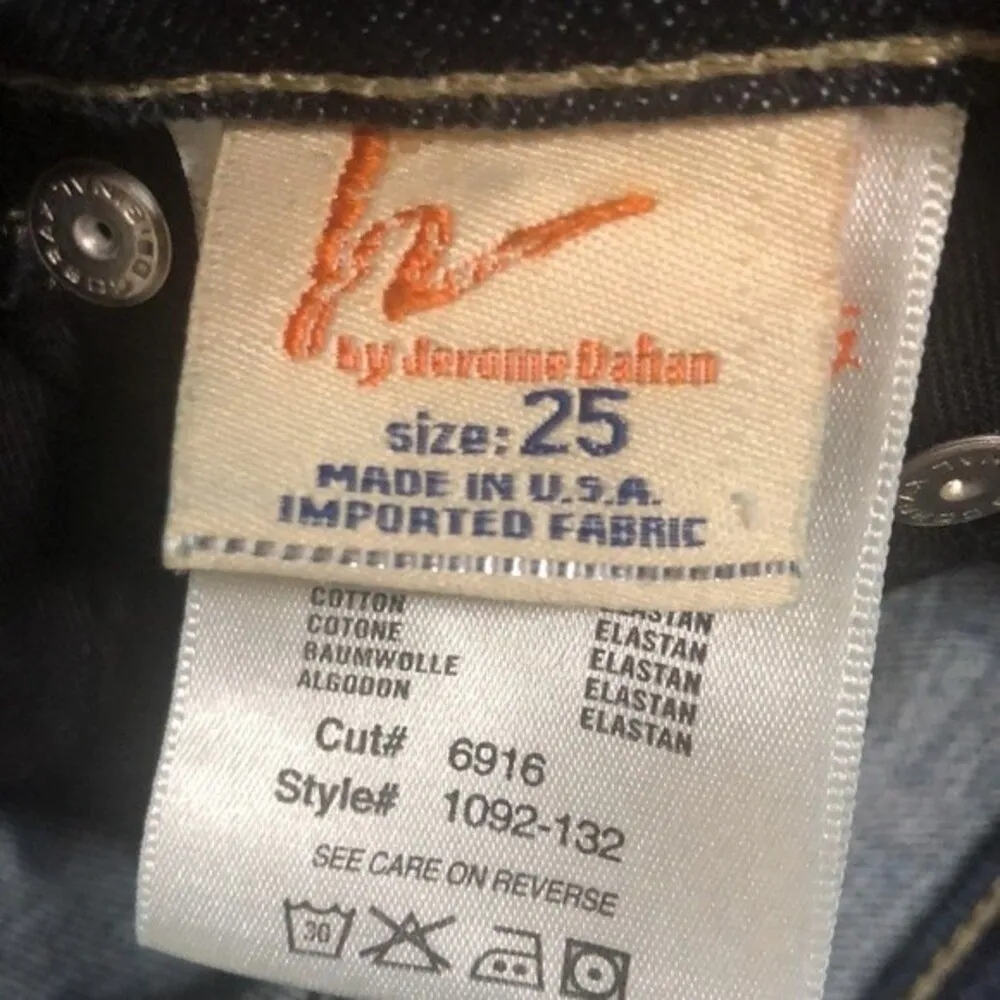 by Jerome Dahan
size: 25
MADE IN U.S.A.
IMPORTED FABRIC
COTTON
COTONE
BAUMWOLLE
ALGODON
ELASTAN
ELASTAN
ELASTAN
ELASTAN
ELASTAN
Cut# 6916
Style# 1092-132
SEE CARE ON REVERSE
30